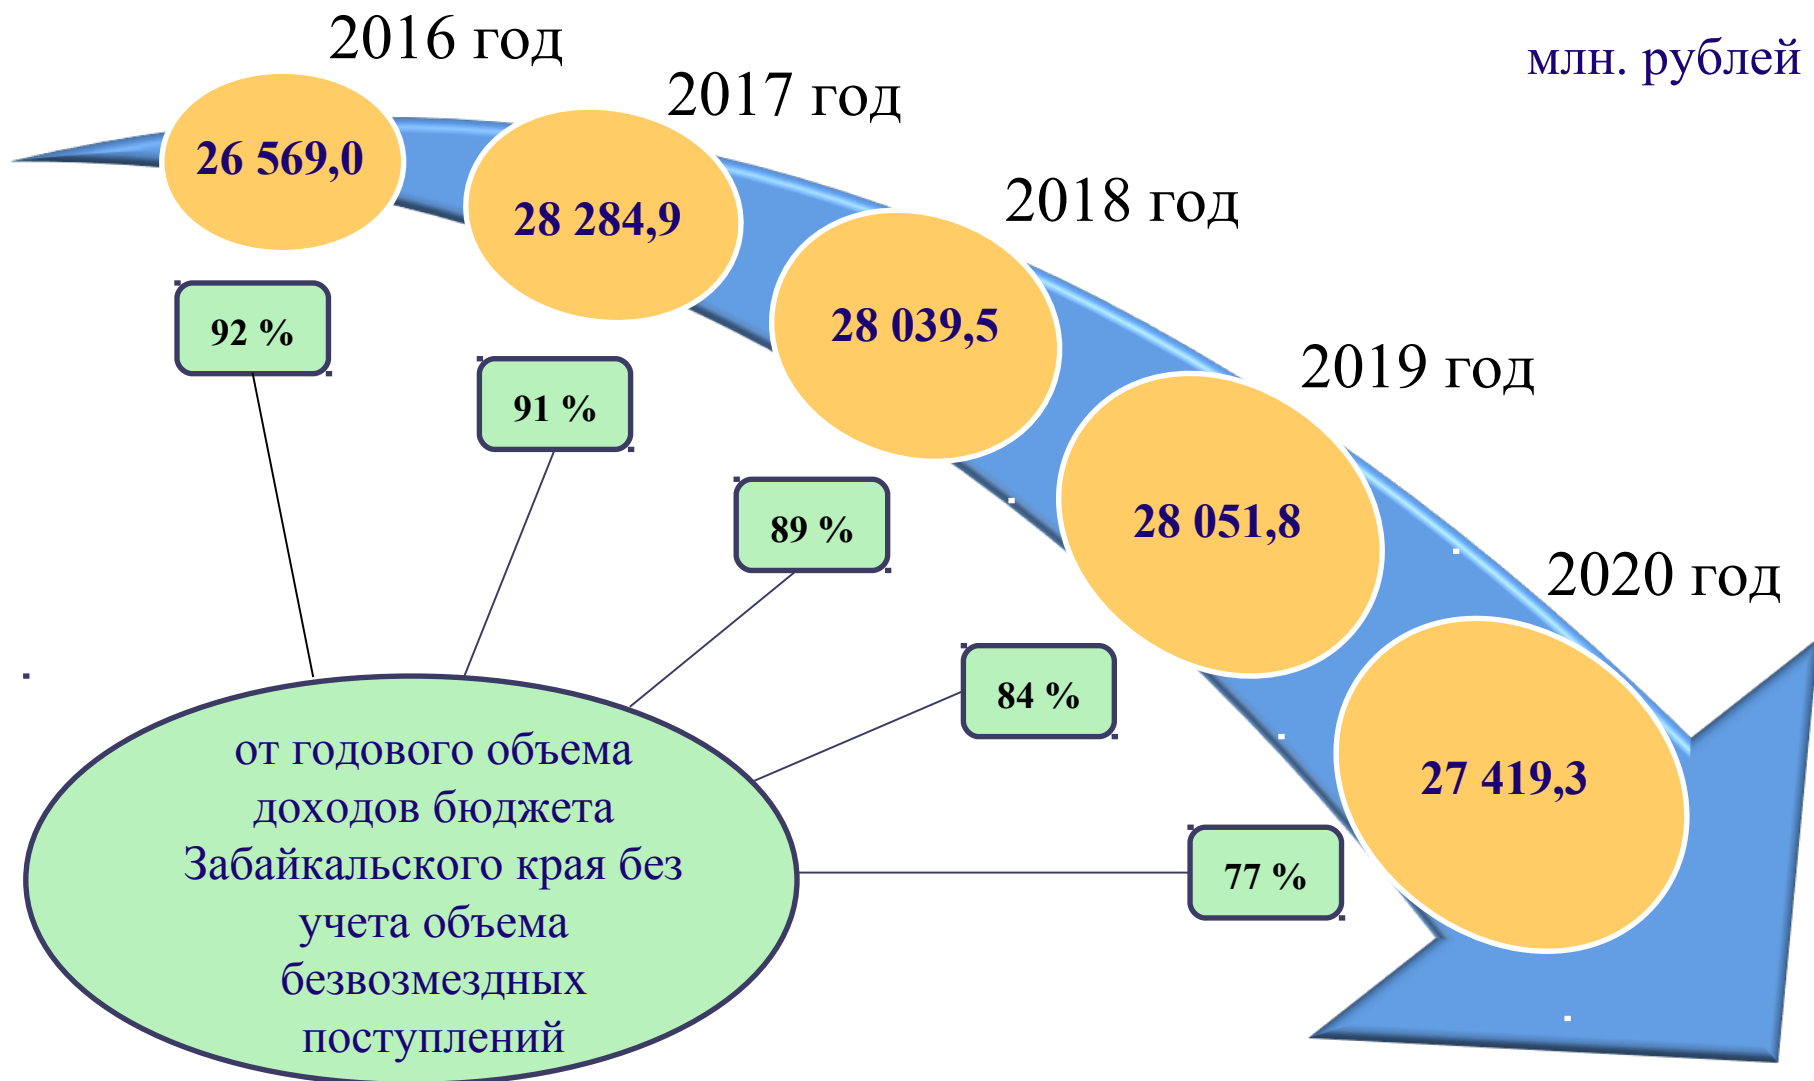 2016 год
млн. рублей
2017 год
26 569,0
2018 год
28 284,9
92 %
28 039,5
2019 год
91 %
28 051,8
89 %
2020 год
84 %
27 419,3
77 %
от годового объема
доходов бюджета
Забайкальского края без
учета объема
безвозмездных
поступлений